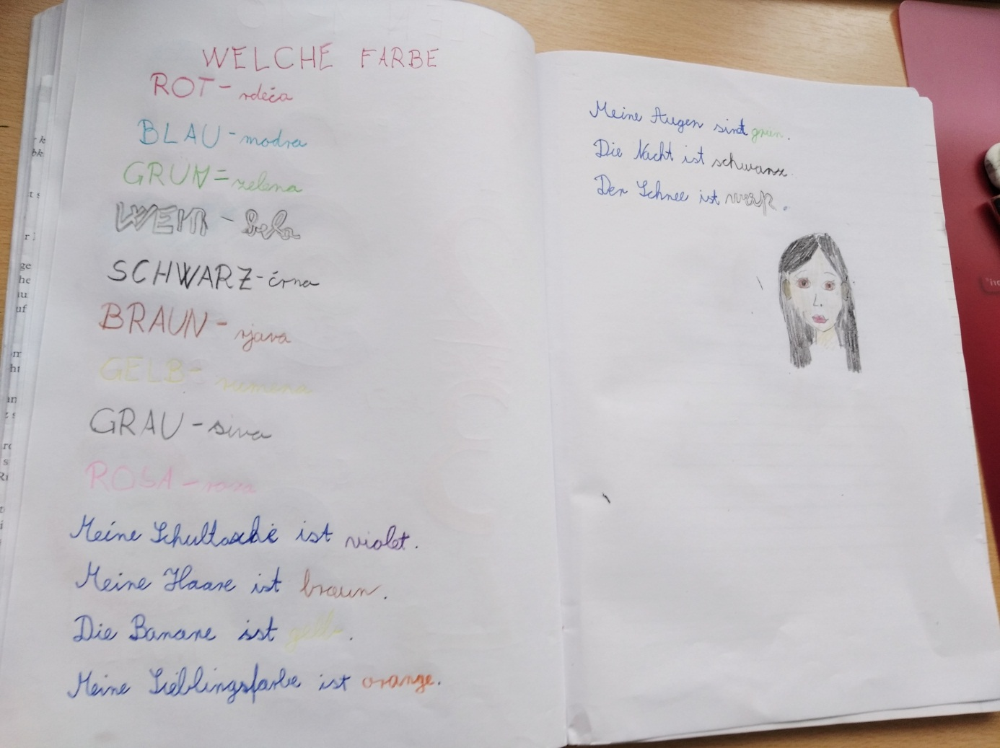 WELCHE FARBE
ROT - rdeča
BLAU - modra
GRUN = zelena
- bela
SCHWARZ - črna
BRAUN - rjava
GELB - rumena
GRAU - siva
ROSA - roza
Meine Schultasche ist violet.
Meine Haare ist braun.
Die Banane ist gelb.
Meine Lieblingsfarbe ist orange.
Meine Augen sind grün.
Die Nacht ist schwarz.
Der Schnee ist weiß.